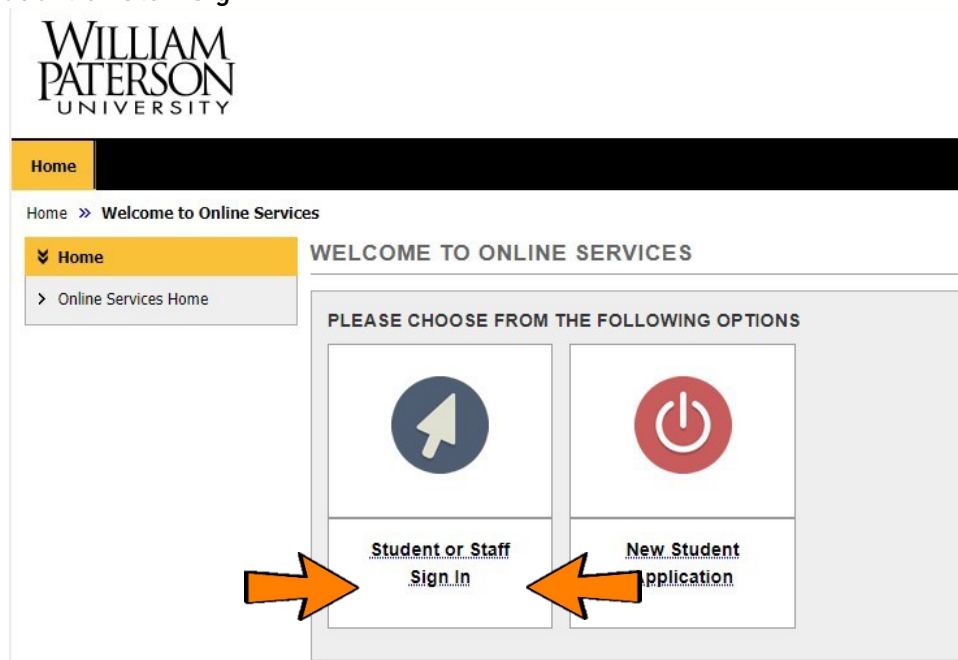 WILLIAM
PATERSON
UNIVERSITY
Home
Home » Welcome to Online Services
Home
> Online Services Home
WELCOME TO ONLINE SERVICES
PLEASE CHOOSE FROM THE FOLLOWING OPTIONS
Student or Staff
Sign In
New Student
Application